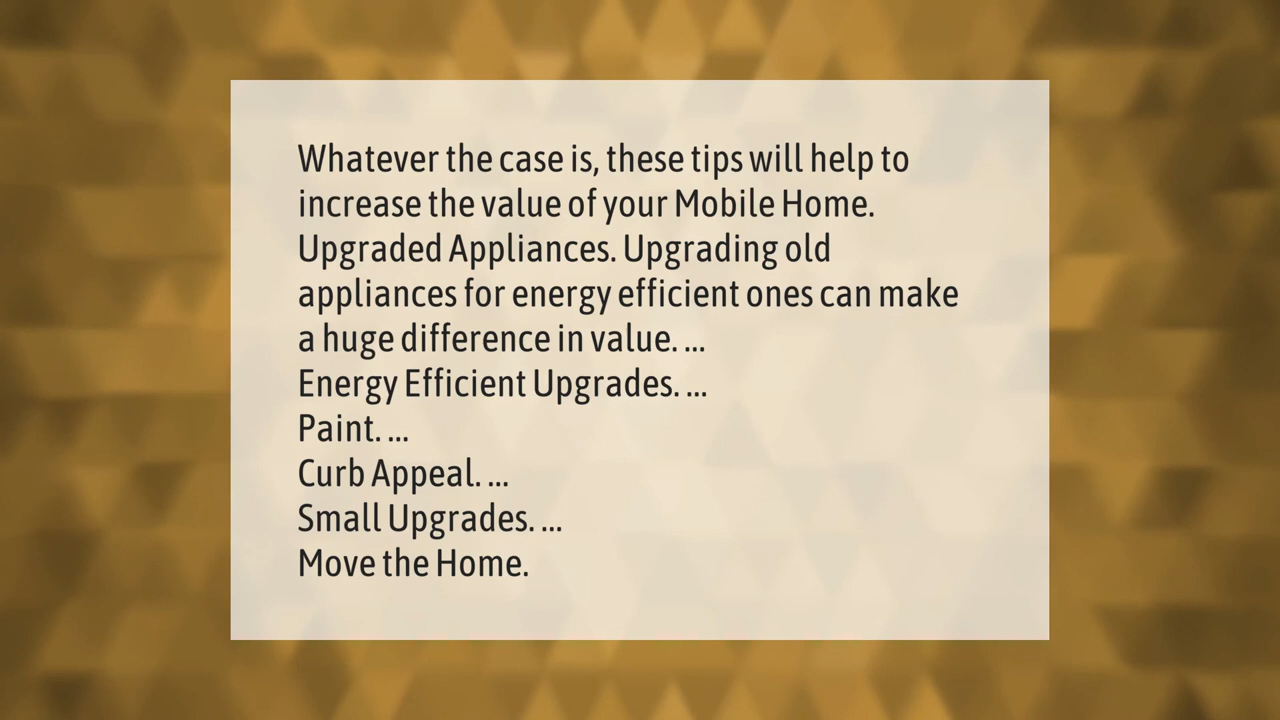 Whatever the case is, these tips will help to
increase the value of your Mobile Home.
Upgraded Appliances. Upgrading old
appliances for energy efficient ones can make
a huge difference in value. ...
Energy Efficient Upgrades. ...
Paint. ...
Curb Appeal. ...
Small Upgrades. ...
Move the Home.